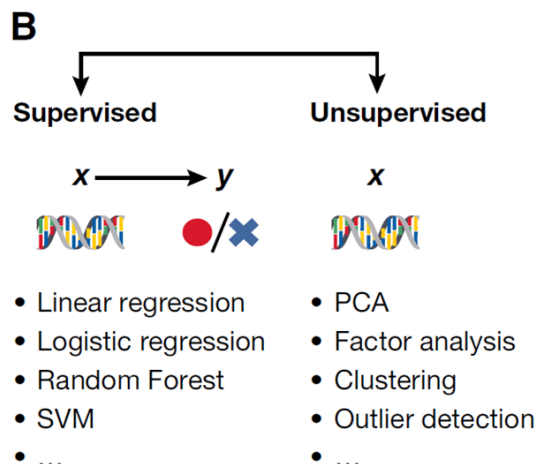 B
Supervised
x → y
/
• Linear regression
• Logistic regression
• Random Forest
• SVM
• ...
Unsupervised
x
• PCA
• Factor analysis
• Clustering
• Outlier detection
• ...